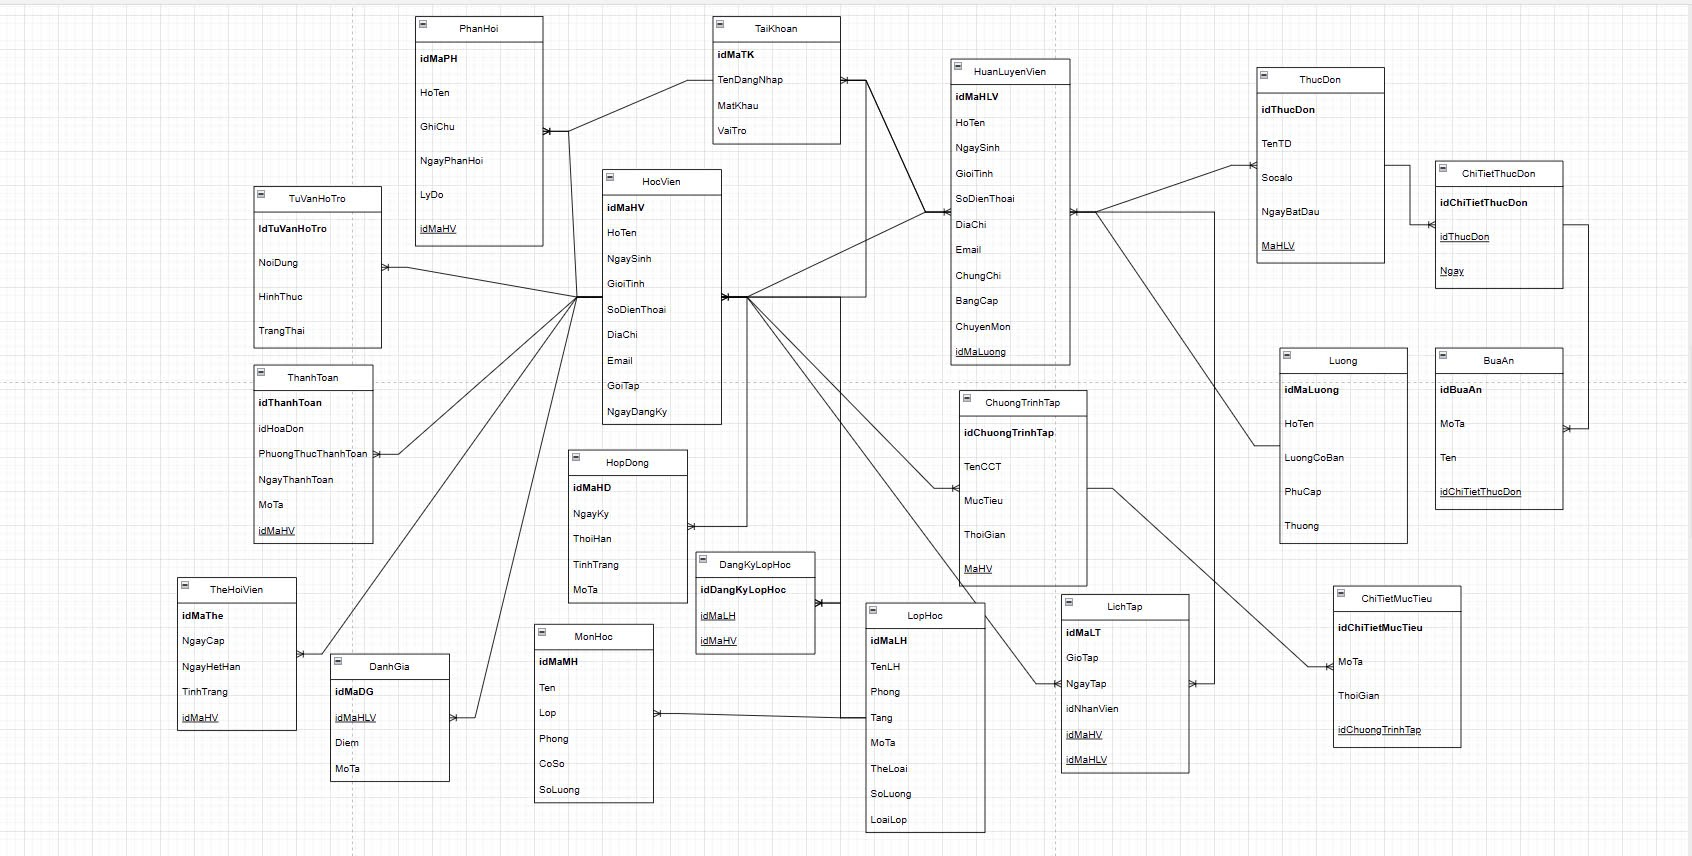 PhanHoi
idMaPH
HoTen
GhiChu
NgayPhanHoi
LyDo
idMaHV
TaiKhoan
idMaTK
TenDangNhap
MatKhau
VaiTro
HuanLuyenVien
idMaHLV
HoTen
NgaySinh
GioiTinh
SoDienThoai
DiaChi
Email
ChungChi
BangCap
ChuyenMon
idMaLuong
ThucDon
idThucDon
TenTD
Socalo
NgayBatDau
MaHLV
ChiTietThucDon
idChiTietThucDon
idThucDon
Ngay
TuVanHoTro
IdTuVanHoTro
NoiDung
HinhThuc
TrangThai
HocVien
idMaHV
HoTen
NgaySinh
GioiTinh
SoDienThoai
DiaChi
Email
GoiTap
NgayDangKy
ThanhToan
idThanhToan
idHoaDon
PhuongThucThanhToan
NgayThanhToan
MoTa
idMaHV
Luong
idMaLuong
HoTen
LuongCoBan
PhuCap
Thuong
BuaAn
idBuaAn
MoTa
Ten
idChiTietThucDon
ChuongTrinhTap
idChuongTrinhTap
TenCCT
MucTieu
ThoiGian
MaHV
HopDong
idMaHD
NgayKy
ThoiHan
TinhTrang
MoTa
DangKyLopHoc
idDangKyLopHoc
idMaLH
idMaHV
TheHoiVien
idMaThe
NgayCap
NgayHetHan
TinhTrang
idMaHV
DanhGia
idMaDG
idMaHLV
Diem
MoTa
MonHoc
idMaMH
Ten
Lop
Phong
CoSo
SoLuong
LopHoc
idMaLH
TenLH
Phong
Tang
MoTa
TheLoai
SoLuong
LoaiLop
LichTap
idMaLT
GioTap
NgayTap
idNhanVien
idMaHV
idMaHLV
ChiTietMucTieu
idChiTietMucTieu
MoTa
ThoiGian
idChuongTrinhTap